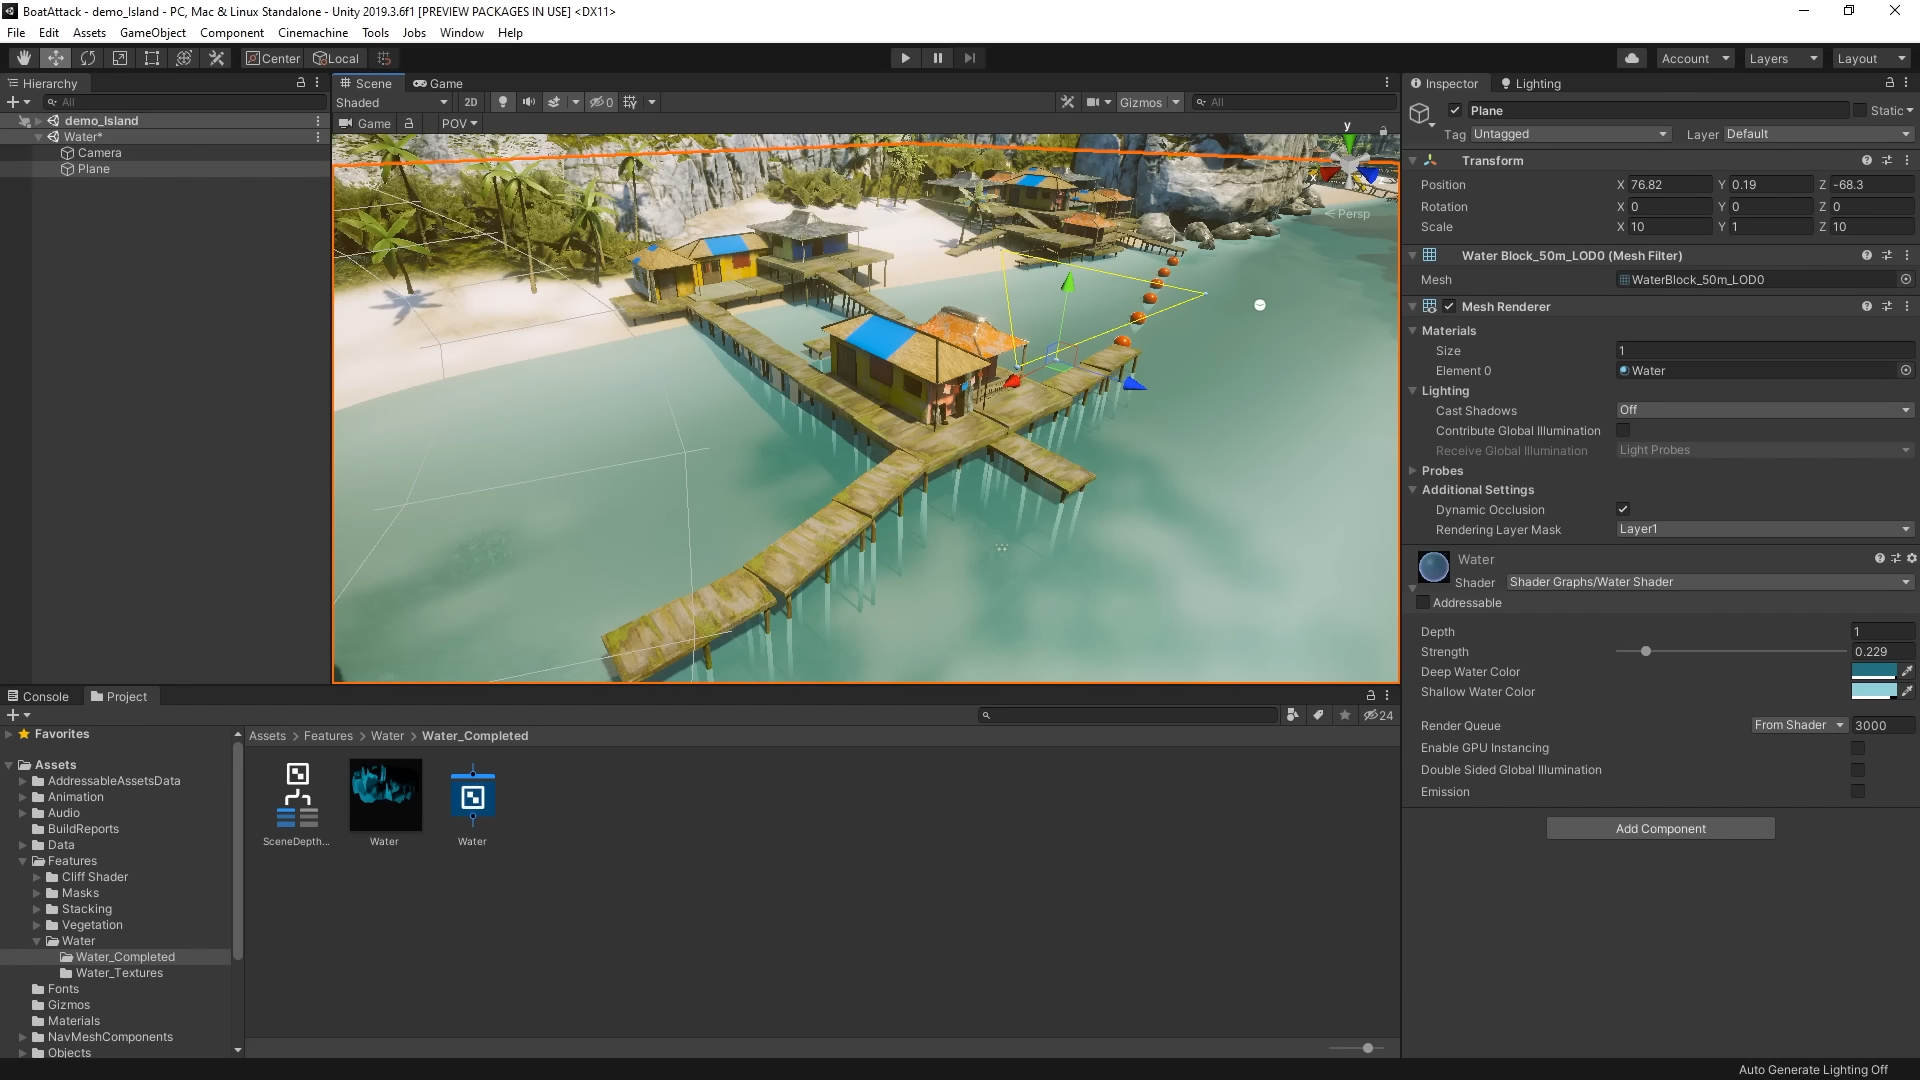 BoatAttack - demo_Island - PC, Mac & Linux Standalone - Unity 2019.3.6f1 [PREVIEW PACKAGES IN USE] <DX11>
File Edit Assets GameObject Component Cinemachine Tools Jobs Window Help
Center Local Account Layers Layout
Hierarchy
All
demo_Island
Water*
Camera
Plane
Scene Game
Shaded 2D 0 Gizmos All
Game POV
y
x
Persp
Inspector Lighting
Plane Static
Tag Untagged Layer Default
Transform
Position X 76.82 Y 0.19 Z -68.3
Rotation X 0 Y 0 Z 0
Scale X 10 Y 1 Z 10
Water Block_50m_LOD0 (Mesh Filter)
Mesh WaterBlock_50m_LOD0
Mesh Renderer
Materials
Size 1
Element 0 Water
Lighting
Cast Shadows Off
Contribute Global Illumination
Receive Global Illumination Light Probes
Probes
Additional Settings
Dynamic Occlusion
Rendering Layer Mask Layer1
Water
Shader Shader Graphs/Water Shader
Addressable
Depth 1
Strength 0.229
Deep Water Color
Shallow Water Color
Render Queue From Shader 3000
Enable GPU Instancing
Double Sided Global Illumination
Emission
Add Component
Console Project
24
Favorites
Assets
AddressableAssetsData
Animation
Audio
BuildReports
Data
Features
Cliff Shader
Masks
Stacking
Vegetation
Water
Water_Completed
Water_Textures
Fonts
Gizmos
Materials
NavMeshComponents
Objects
Assets > Features > Water > Water_Completed
SceneDepth... Water Water
Auto Generate Lighting Off